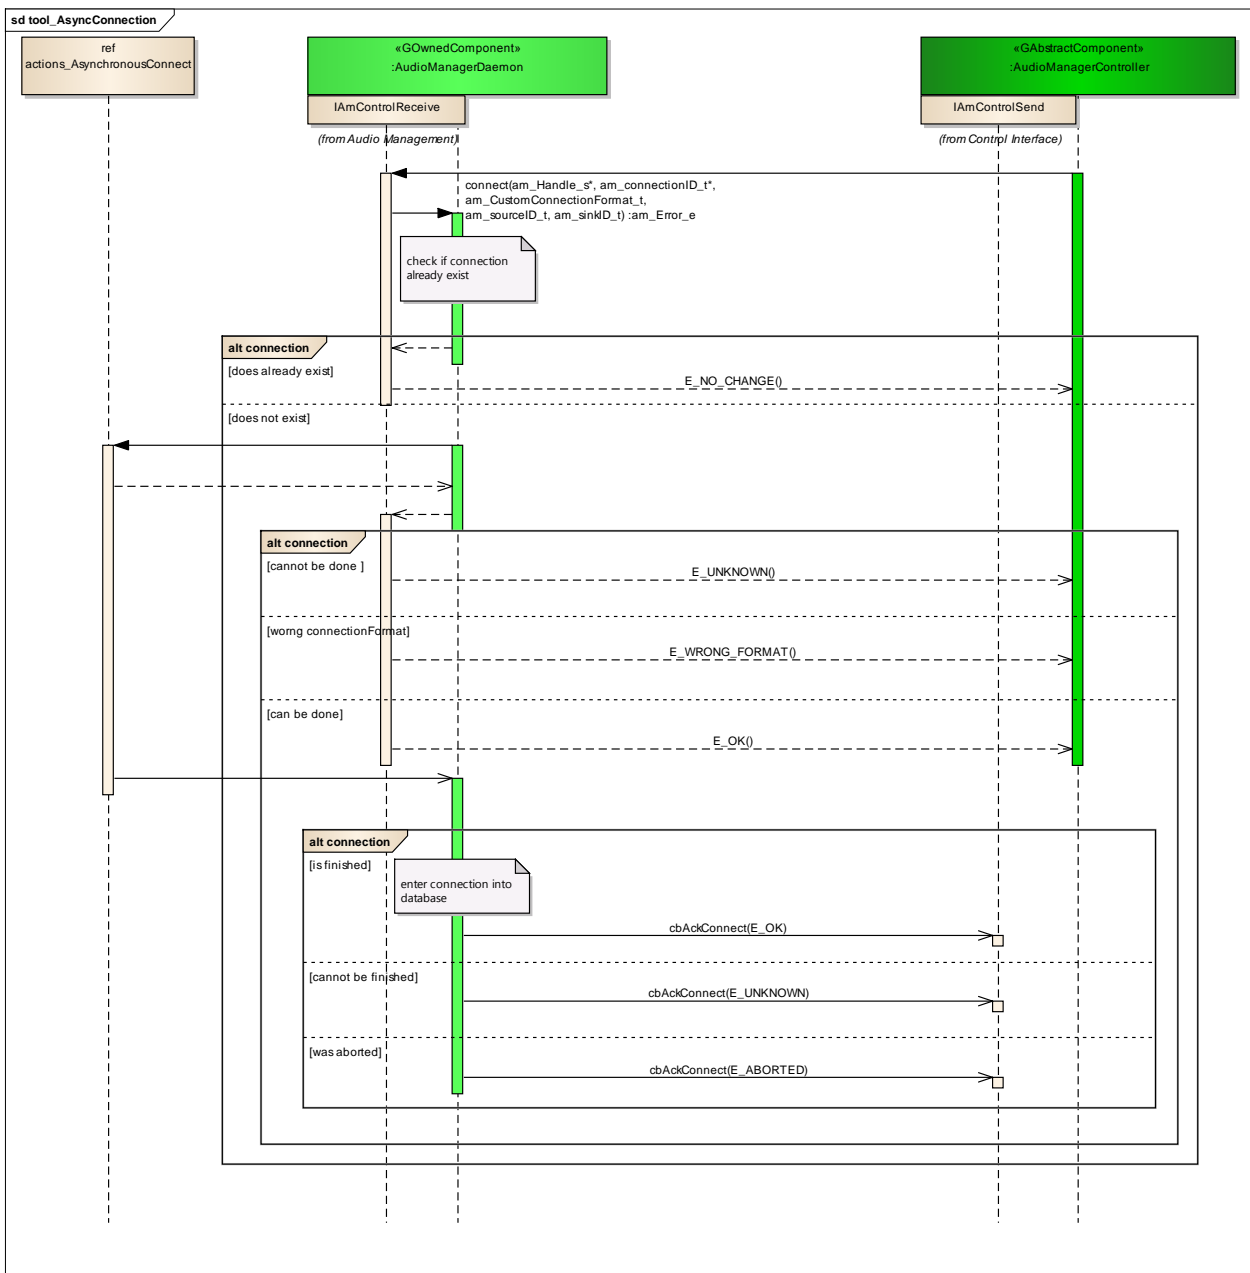 sd tool_AsyncConnection
ref
actions_AsynchronousConnect
«GOwnedComponent»
:AudioManagerDaemon
«GAbstractComponent»
:AudioManagerController
IAmControlReceive
IAmControlSend
(from Audio Management)
(from Control Interface)
connect(am_Handle_s*, am_connectionID_t*,
am_CustomConnectionFormat_t,
am_sourceID_t, am_sinkID_t) :am_Error_e
check if connection
already exist
alt connection
[does already exist]
E_NO_CHANGE()
[does not exist]
alt connection
[cannot be done ]
E_UNKNOWN()
[worng connectionFormat]
E_WRONG_FORMAT()
[can be done]
E_OK()
alt connection
[is finished]
enter connection into
database
cbAckConnect(E_OK)
[cannot be finished]
cbAckConnect(E_UNKNOWN)
[was aborted]
cbAckConnect(E_ABORTED)